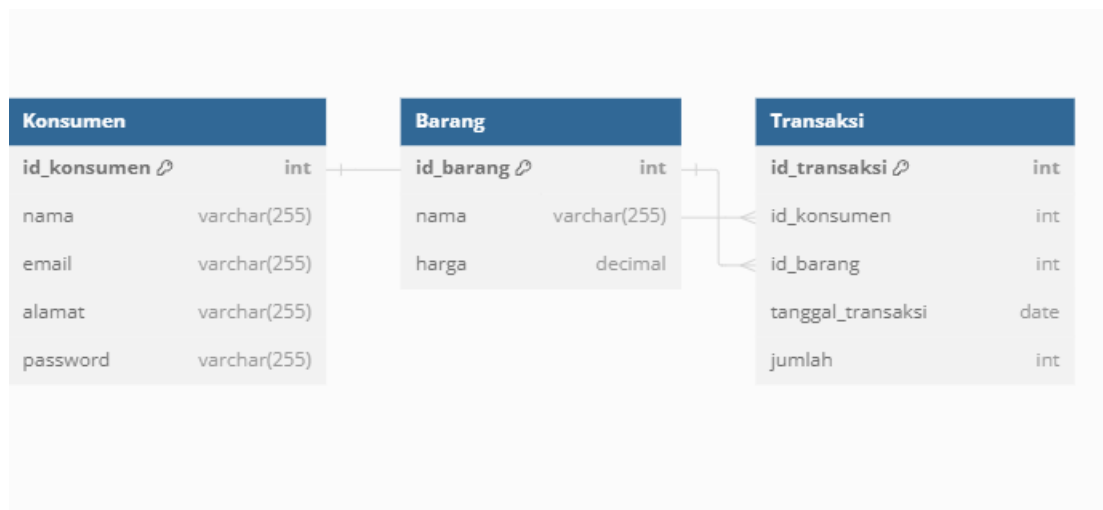 Konsumen
id_konsumen int
nama varchar(255)
email varchar(255)
alamat varchar(255)
password varchar(255)
Barang
id_barang int
nama varchar(255)
harga decimal
Transaksi
id_transaksi int
id_konsumen int
id_barang int
tanggal_transaksi date
jumlah int